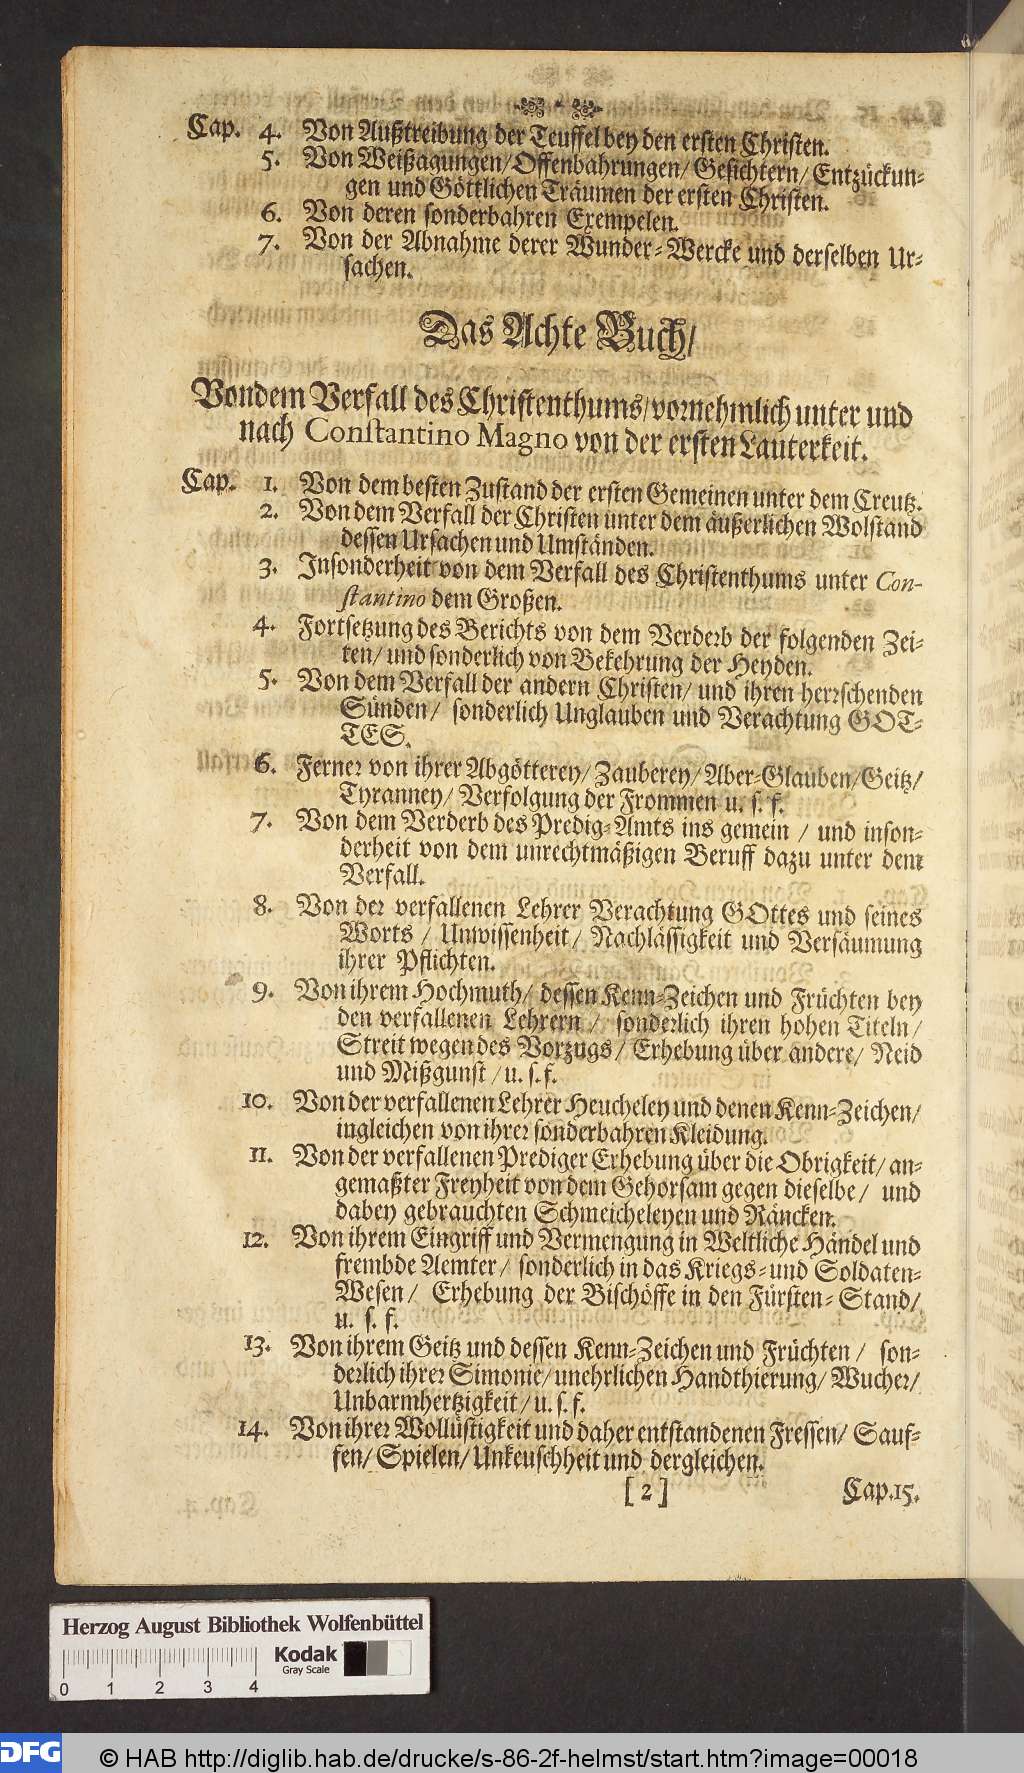 Cap. 4. Von Außtreibung der Teuffel bey den ersten Christen.
5. Von Weißagungen/ Offenbahrungen/ Gesichtern/ Entzückun-
gen und Göttlichen Träumen der ersten Christen.
6. Von deren sonderbahren Exempelen.
7. Von der Abnahme derer Wunder-Wercke und derselben Ur-
sachen.
Das Achte Buch/
Von dem Verfall des Christenthums/ vornehmlich unter und
nach Constantino Magno von der ersten Lauterkeit.
Cap. 1. Von dem besten Zustand der ersten Gemeinen unter dem Creutz.
2. Von dem Verfall der Christen unter dem äußerlichen Wolstand
dessen Ursachen und Umständen.
3. Insonderheit von dem Verfall des Christenthums unter Con-
stantino dem Großen.
4. Fortsetzung des Berichts von dem Verderb der folgenden Zei-
ten/ und sonderlich von Bekehrung der Heyden.
5. Von dem Verfall der andern Christen/ und ihren herrschenden
Sünden/ sonderlich Unglauben und Verachtung GOT-
TES.
6. Ferner von ihrer Abgötterey/ Zauberey/ Aber-Glauben/ Geitz/
Tyranney/ Verfolgung der Frommen u. s. f.
7. Von dem Verderb des Predig-Amts ins gemein / und inson-
derheit von dem unrechtmäßigen Beruff dazu unter dem
Verfall.
8. Von der verfallenen Lehrer Verachtung GOttes und seines
Worts / Unwissenheit/ Nachlässigkeit und Versäumung
ihrer Pflichten.
9. Von ihrem Hochmuth/ dessen Kenn-Zeichen und Früchten bey
den verfallenen Lehrern / sonderlich ihren hohen Titeln/
Streit wegen des Vorzugs / Erhebung über andere/ Neid
und Mißgunst / u. s. f.
10. Von der verfallenen Lehrer Heucheley und denen Kenn-Zeichen/
ingleichen von ihrer sonderbahren Kleidung.
11. Von der verfallenen Prediger Erhebung über die Obrigkeit/ an-
gemaßter Freyheit von dem Gehorsam gegen dieselbe/ und
dabey gebrauchten Schmeicheleyen und Räncken.
12. Von ihrem Eingriff und Vermengung in Weltliche Händel und
frembde Aemter/ sonderlich in das Kriegs- und Soldaten-
Wesen/ Erhebung der Bischöffe in den Fürsten-Stand/
u. s. f.
13. Von ihrem Geitz und dessen Kenn-Zeichen und Früchten / son-
derlich ihrer Simonie/ unehrlichen Handthierung/ Wucher/
Unbarmhertzigkeit/ u. s. f.
14. Von ihrer Wollüstigkeit und daher entstandenen Fressen/ Sauf-
fen/ Spielen/ Unkeuschheit und dergleichen.
[ 2 ] Cap. 15.
Herzog August Bibliothek Wolfenbüttel
Kodak
Gray Scale
0 1 2 3 4
DFG © HAB http://diglib.hab.de/drucke/s-86-2f-helmst/start.htm?image=00018